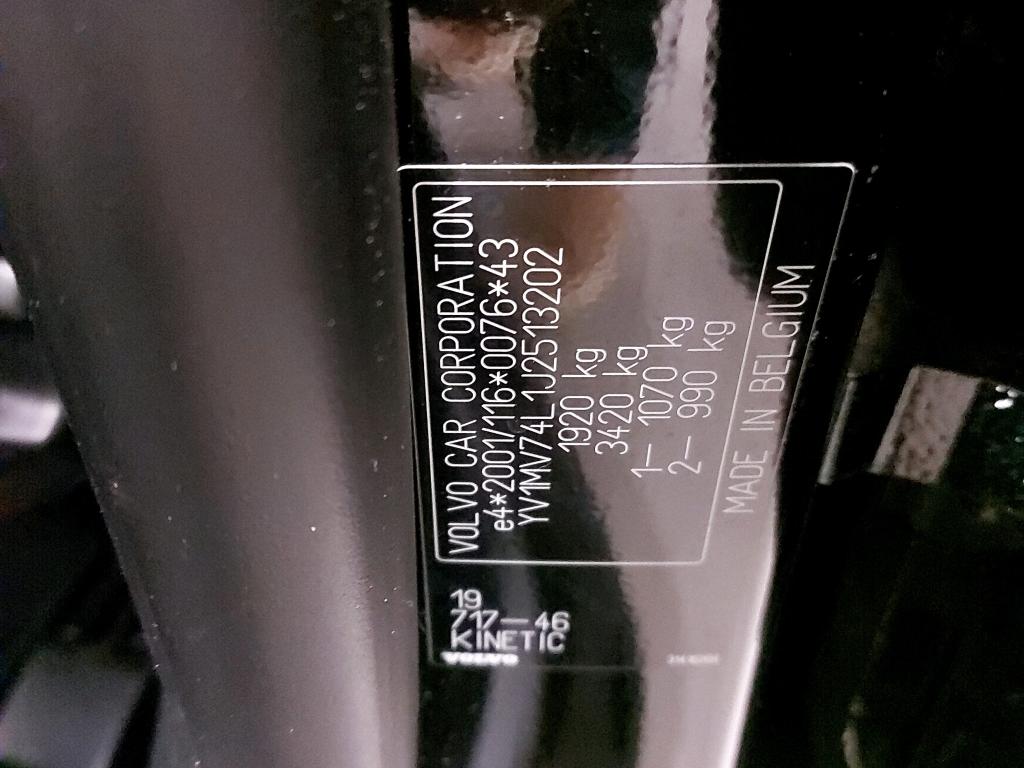 VOLVO CAR CORPORATION
e4*2001/116*0076*43
YV1MV74L1J2513202
1920 kg
3420 kg
1– 1070 kg
2– 990 kg
MADE IN BELGIUM
19
717–46
KINETIC
VOLVO